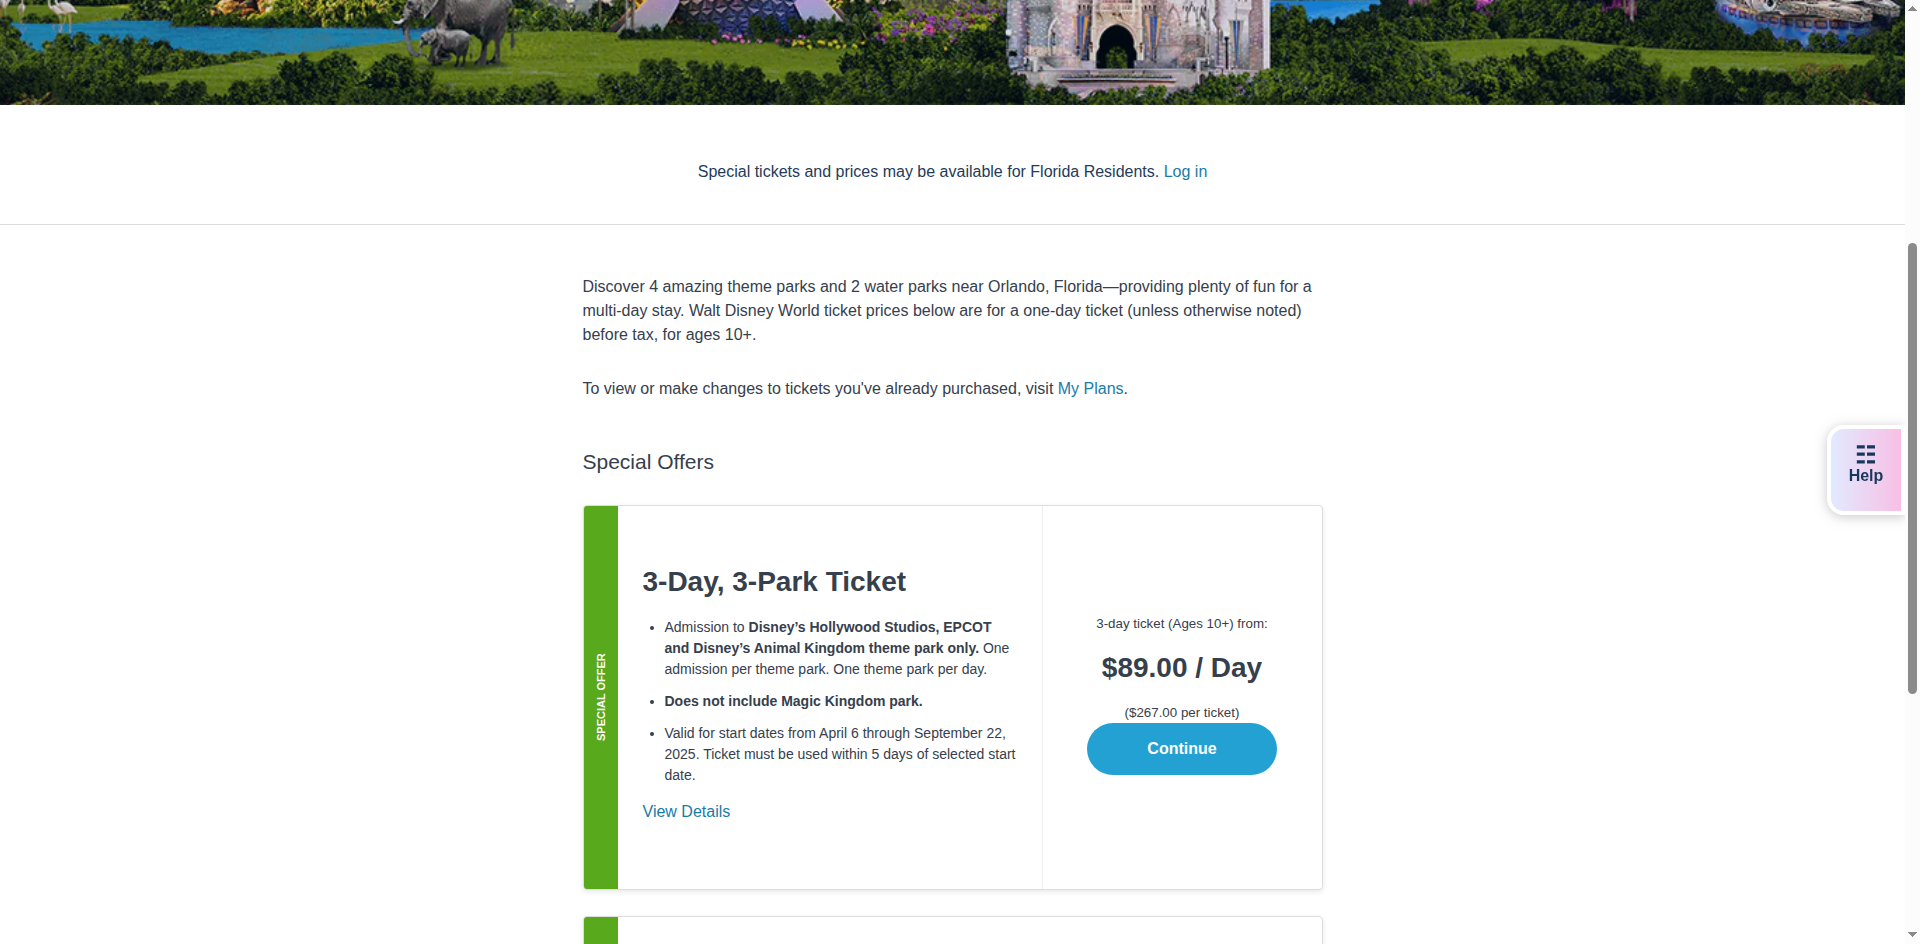 Special tickets and prices may be available for Florida Residents. Log in
Discover 4 amazing theme parks and 2 water parks near Orlando, Florida—providing plenty of fun for a
multi-day stay. Walt Disney World ticket prices below are for a one-day ticket (unless otherwise noted)
before tax, for ages 10+.
To view or make changes to tickets you've already purchased, visit My Plans.
Special Offers
SPECIAL OFFER
3-Day, 3-Park Ticket
• Admission to Disney’s Hollywood Studios, EPCOT
and Disney’s Animal Kingdom theme park only. One
admission per theme park. One theme park per day.
• Does not include Magic Kingdom park.
• Valid for start dates from April 6 through September 22,
2025. Ticket must be used within 5 days of selected start
date.
View Details
3-day ticket (Ages 10+) from:
$89.00 / Day
($267.00 per ticket)
Continue
Help